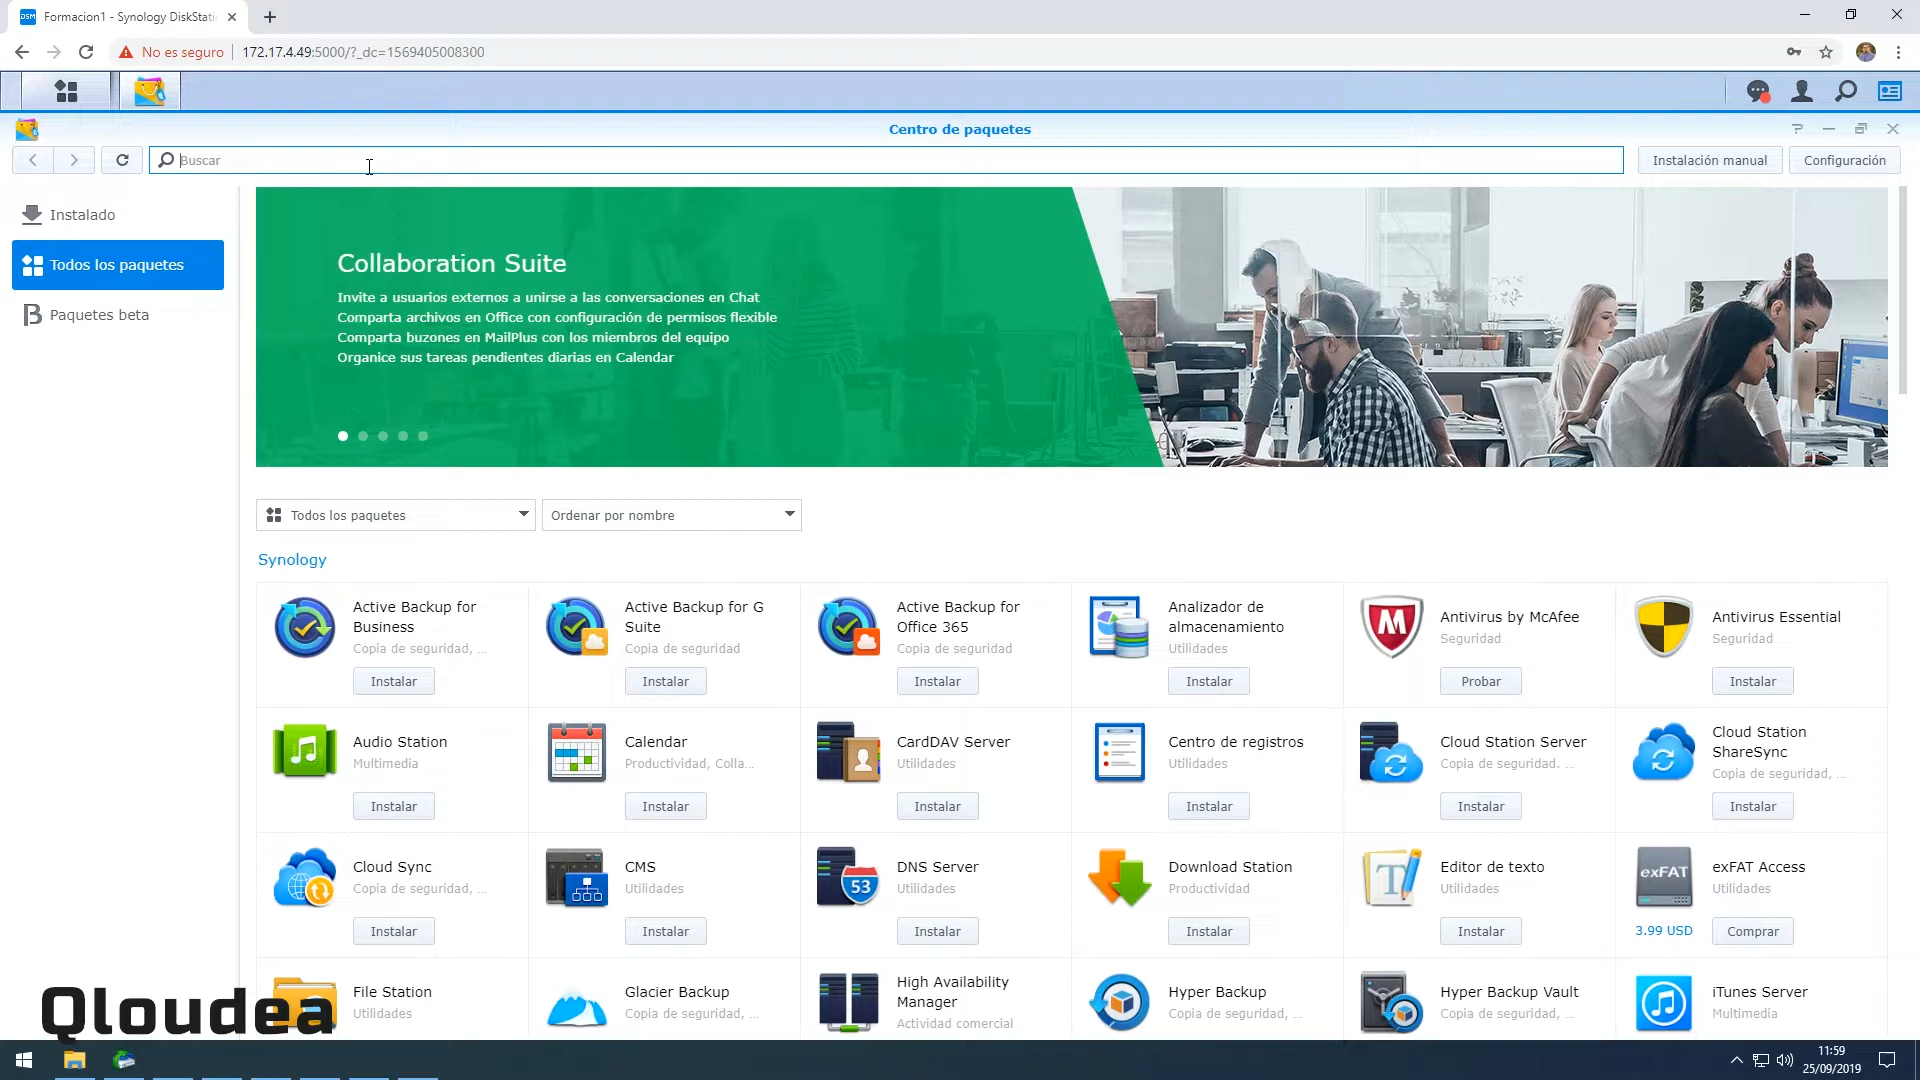 Formacion1 - Synology DiskStati
No es seguro
172.17.4.49:5000/?_dc=1569405008300
Centro de paquetes
Buscar
Instalación manual
Configuración
Instalado
Todos los paquetes
Paquetes beta
Collaboration Suite
Invite a usuarios externos a unirse a las conversaciones en Chat
Comparta archivos en Office con configuración de permisos flexible
Comparta buzones en MailPlus con los miembros del equipo
Organice sus tareas pendientes diarias en Calendar
Todos los paquetes
Ordenar por nombre
Synology
Active Backup for
Business
Copia de seguridad, ...
Instalar
Active Backup for G
Suite
Copia de seguridad
Instalar
Active Backup for
Office 365
Copia de seguridad
Instalar
Analizador de
almacenamiento
Utilidades
Instalar
Antivirus by McAfee
Seguridad
Probar
Antivirus Essential
Seguridad
Instalar
Audio Station
Multimedia
Instalar
Calendar
Productividad, Colla...
Instalar
CardDAV Server
Utilidades
Instalar
Centro de registros
Utilidades
Instalar
Cloud Station Server
Copia de seguridad. ...
Instalar
Cloud Station
ShareSync
Copia de seguridad, ...
Instalar
Cloud Sync
Copia de seguridad, ...
Instalar
CMS
Utilidades
Instalar
53
DNS Server
Utilidades
Instalar
Download Station
Productividad
Instalar
Editor de texto
Utilidades
Instalar
exFAT
exFAT Access
Utilidades
3.99 USD
Comprar
File Station
Utilidades
Glacier Backup
Copia de seguridad, ...
High Availability
Manager
Actividad comercial
Hyper Backup
Copia de seguridad, ...
Hyper Backup Vault
Copia de seguridad, ...
iTunes Server
Multimedia
Qloudea
11:59
25/09/2019